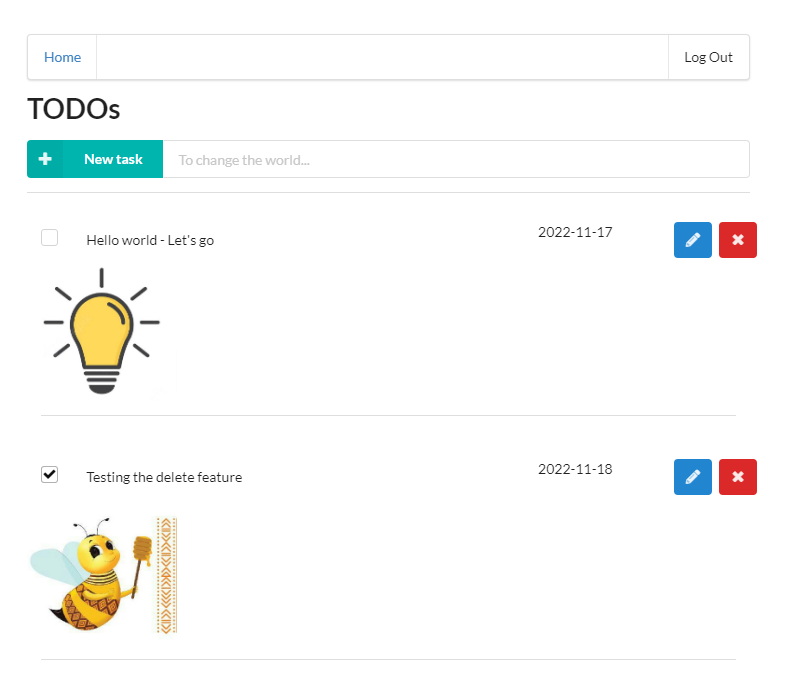 Home
Log Out
TODOs
New task
To change the world...
Hello world - Let's go
2022-11-17
Testing the delete feature
2022-11-18